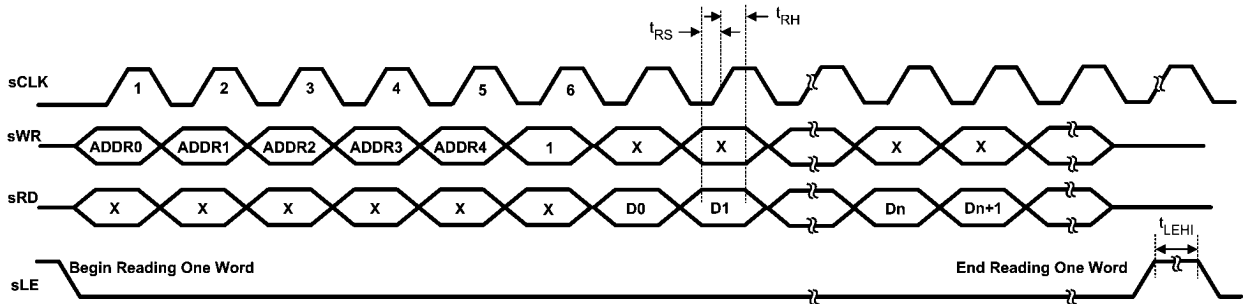 tRS tRH
sCLK 1 2 3 4 5 6
sWR ADDR0 ADDR1 ADDR2 ADDR3 ADDR4 1 X X X X
sRD X X X X X X D0 D1 Dn Dn+1
tLEHI
Begin Reading One Word End Reading One Word
sLE